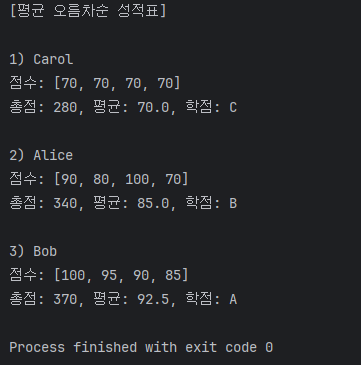 [평균 오름차순 성적표]
1) Carol
점수: [70, 70, 70, 70]
총점: 280, 평균: 70.0, 학점: C
2) Alice
점수: [90, 80, 100, 70]
총점: 340, 평균: 85.0, 학점: B
3) Bob
점수: [100, 95, 90, 85]
총점: 370, 평균: 92.5, 학점: A
Process finished with exit code 0